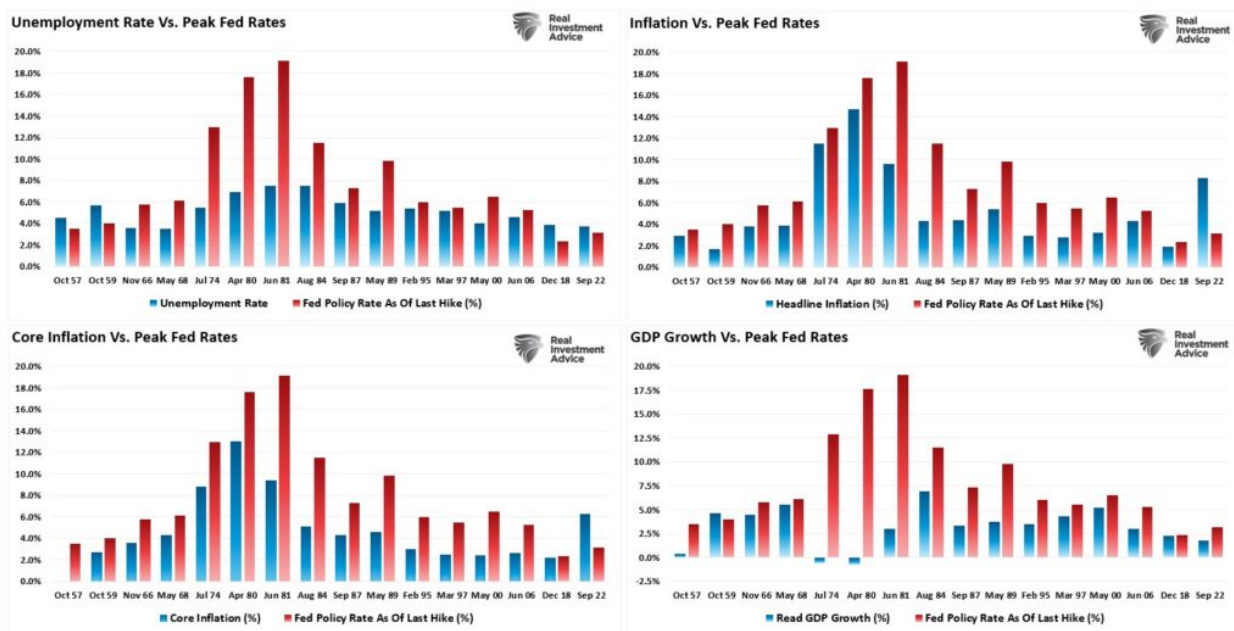 Unemployment Rate Vs. Peak Fed Rates
Real
Investment
Advice
20.0%
18.0%
16.0%
14.0%
12.0%
10.0%
8.0%
6.0%
4.0%
2.0%
0.0%
Oct 57 Oct 59 Nov 66 May 68 Jul 74 Apr 80 Jun 81 Aug 84 Sep 87 May 89 Feb 95 Mar 97 May 00 Jun 06 Dec 18 Sep 22
Unemployment Rate Fed Policy Rate As Of Last Hike (%)
Inflation Vs. Peak Fed Rates
Real
Investment
Advice
20.0%
18.0%
16.0%
14.0%
12.0%
10.0%
8.0%
6.0%
4.0%
2.0%
0.0%
Oct 57 Oct 59 Nov 66 May 68 Jul 74 Apr 80 Jun 81 Aug 84 Sep 87 May 89 Feb 95 Mar 97 May 00 Jun 06 Dec 18 Sep 22
Headline Inflation (%) Fed Policy Rate As Of Last Hike (%)
Core Inflation Vs. Peak Fed Rates
Real
Investment
Advice
20.0%
18.0%
16.0%
14.0%
12.0%
10.0%
8.0%
6.0%
4.0%
2.0%
0.0%
Oct 57 Oct 59 Nov 66 May 68 Jul 74 Apr 80 Jun 81 Aug 84 Sep 87 May 89 Feb 95 Mar 97 May 00 Jun 06 Dec 18 Sep 22
Core Inflation (%) Fed Policy Rate As Of Last Hike (%)
GDP Growth Vs. Peak Fed Rates
Real
Investment
Advice
20.0%
17.5%
15.0%
12.5%
10.0%
7.5%
5.0%
2.5%
0.0%
-2.5%
Oct 57 Oct 59 Nov 66 May 68 Jul 74 Apr 80 Jun 81 Aug 84 Sep 87 May 89 Feb 95 Mar 97 May 00 Jun 06 Dec 18 Sep 22
Read GDP Growth (%) Fed Policy Rate As Of Last Hike (%)